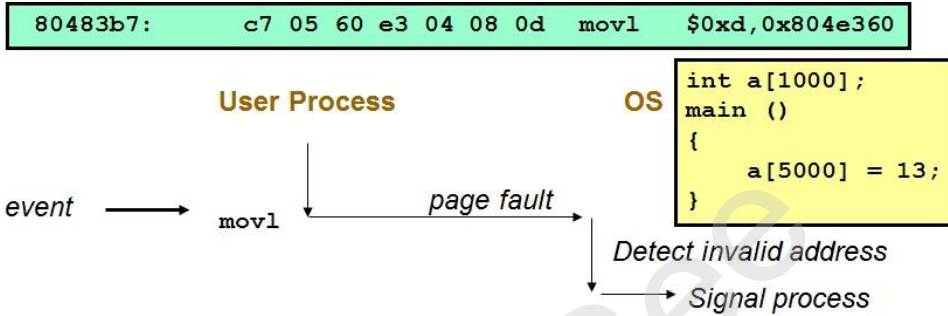 80483b7: c7 05 60 e3 04 08 0d movl $0xd,0x804e360
User Process
OS
int a[1000];
main ()
{
a[5000] = 13;
}
event
movl
page fault
Detect invalid address
Signal process